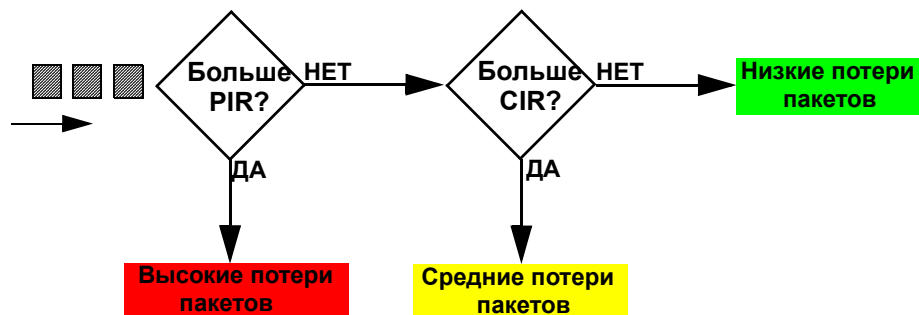 Больше
PIR?
НЕТ
ДА
Больше
CIR?
НЕТ
ДА
Низкие потери
пакетов
Высокие потери
пакетов
Средние потери
пакетов